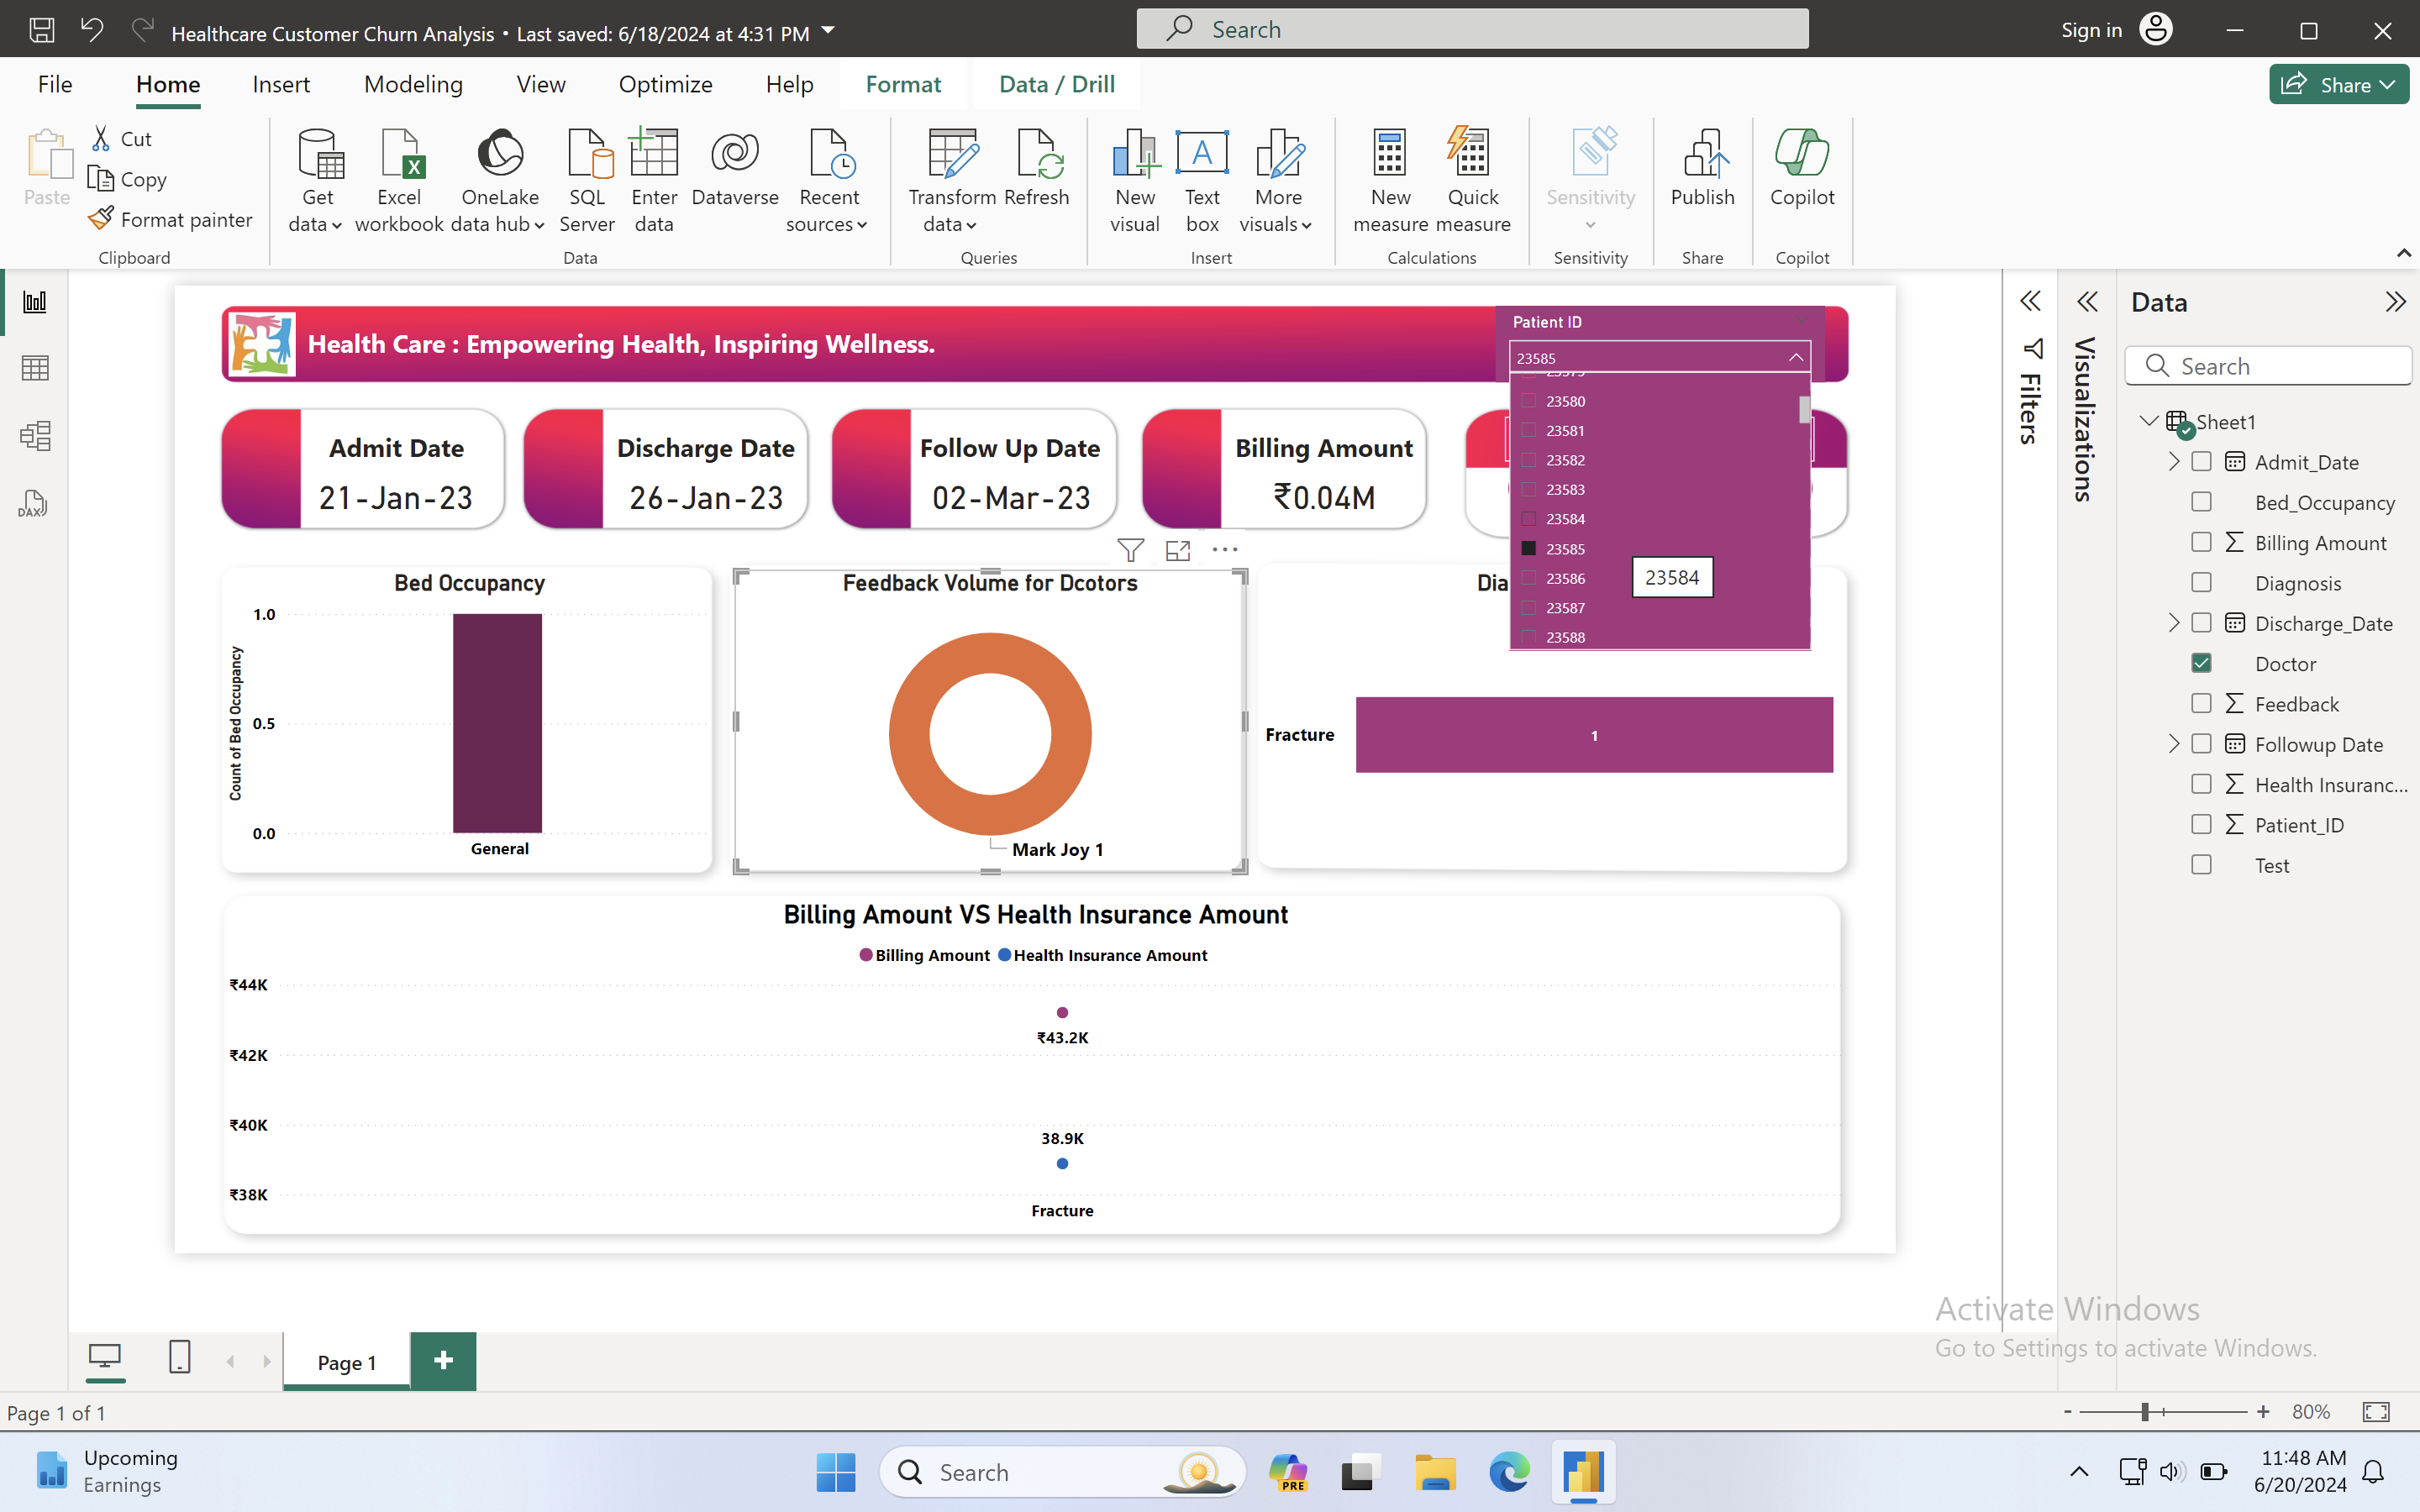 Healthcare Customer Churn Analysis • Last saved: 6/18/2024 at 4:31 PM
Search
Sign in
File
Home
Insert
Modeling
View
Optimize
Help
Format
Data / Drill
Share
Paste
Cut
Copy
Format painter
Clipboard
Get data
Excel workbook
OneLake data hub
SQL Server
Enter data
Dataverse
Recent sources
Data
Transform data
Refresh
Queries
New visual
Text box
More visuals
Insert
New measure
Quick measure
Calculations
Sensitivity
Sensitivity
Publish
Share
Copilot
Copilot
DAX
Health Care : Empowering Health, Inspiring Wellness.
Patient ID
23585
23580
23581
23582
23583
23584
23585
23586
23587
23588
23584
Admit Date
21-Jan-23
Discharge Date
26-Jan-23
Follow Up Date
02-Mar-23
Billing Amount
₹0.04M
Bed Occupancy
Count of Bed Occupancy
1.0
0.5
0.0
General
Feedback Volume for Dcotors
Mark Joy 1
Dia
Fracture
1
Billing Amount VS Health Insurance Amount
Billing Amount
Health Insurance Amount
₹44K
₹42K
₹40K
₹38K
₹43.2K
38.9K
Fracture
Filters
Visualizations
Data
Search
Sheet1
Admit_Date
Bed_Occupancy
Billing Amount
Diagnosis
Discharge_Date
Doctor
Feedback
Followup Date
Health Insuranc...
Patient_ID
Test
Activate Windows
Go to Settings to activate Windows.
Page 1
Page 1 of 1
- + 80%
Upcoming
Earnings
Search
PRE
11:48 AM
6/20/2024